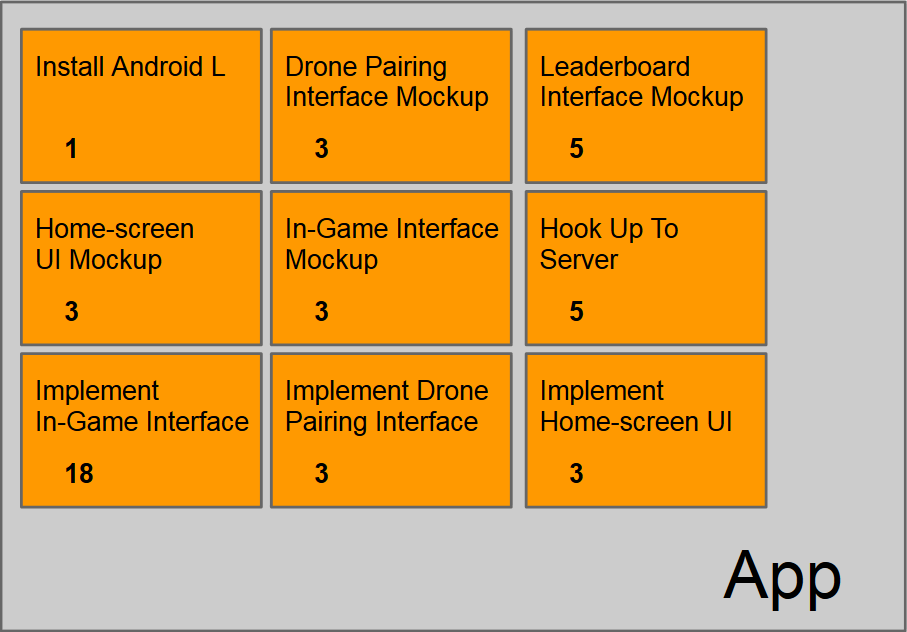 Install Android L
1
Drone Pairing
Interface Mockup
3
Leaderboard
Interface Mockup
5
Home-screen
UI Mockup
3
In-Game Interface
Mockup
3
Hook Up To
Server
5
Implement
In-Game Interface
18
Implement Drone
Pairing Interface
3
Implement
Home-screen UI
3
App